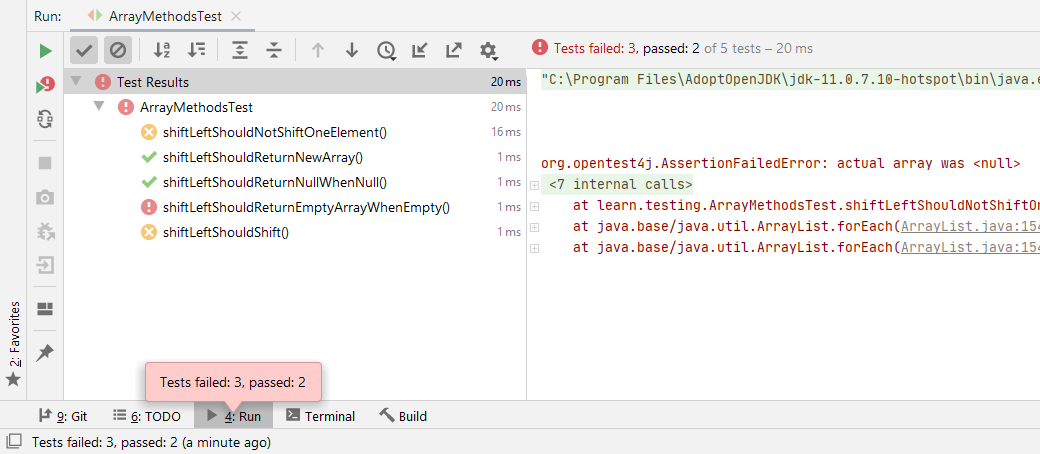 Run: ArrayMethodsTest
Tests failed: 3, passed: 2 of 5 tests – 20 ms
Test Results 20 ms
ArrayMethodsTest 20 ms
shiftLeftShouldNotShiftOneElement() 16 ms
shiftLeftShouldReturnNewArray() 1 ms
shiftLeftShouldReturnNullWhenNull() 1 ms
shiftLeftShouldReturnEmptyArrayWhenEmpty() 1 ms
shiftLeftShouldShift() 1 ms
"C:\Program Files\AdoptOpenJDK\jdk-11.0.7.10-hotspot\bin\java.e
org.opentest4j.AssertionFailedError: actual array was <null>
<7 internal calls>
at learn.testing.ArrayMethodsTest.shiftLeftShouldNotShiftOn
at java.base/java.util.ArrayList.forEach(ArrayList.java:154
at java.base/java.util.ArrayList.forEach(ArrayList.java:154
2: Favorites
Tests failed: 3, passed: 2
9: Git 6: TODO 4: Run Terminal Build
Tests failed: 3, passed: 2 (a minute ago)